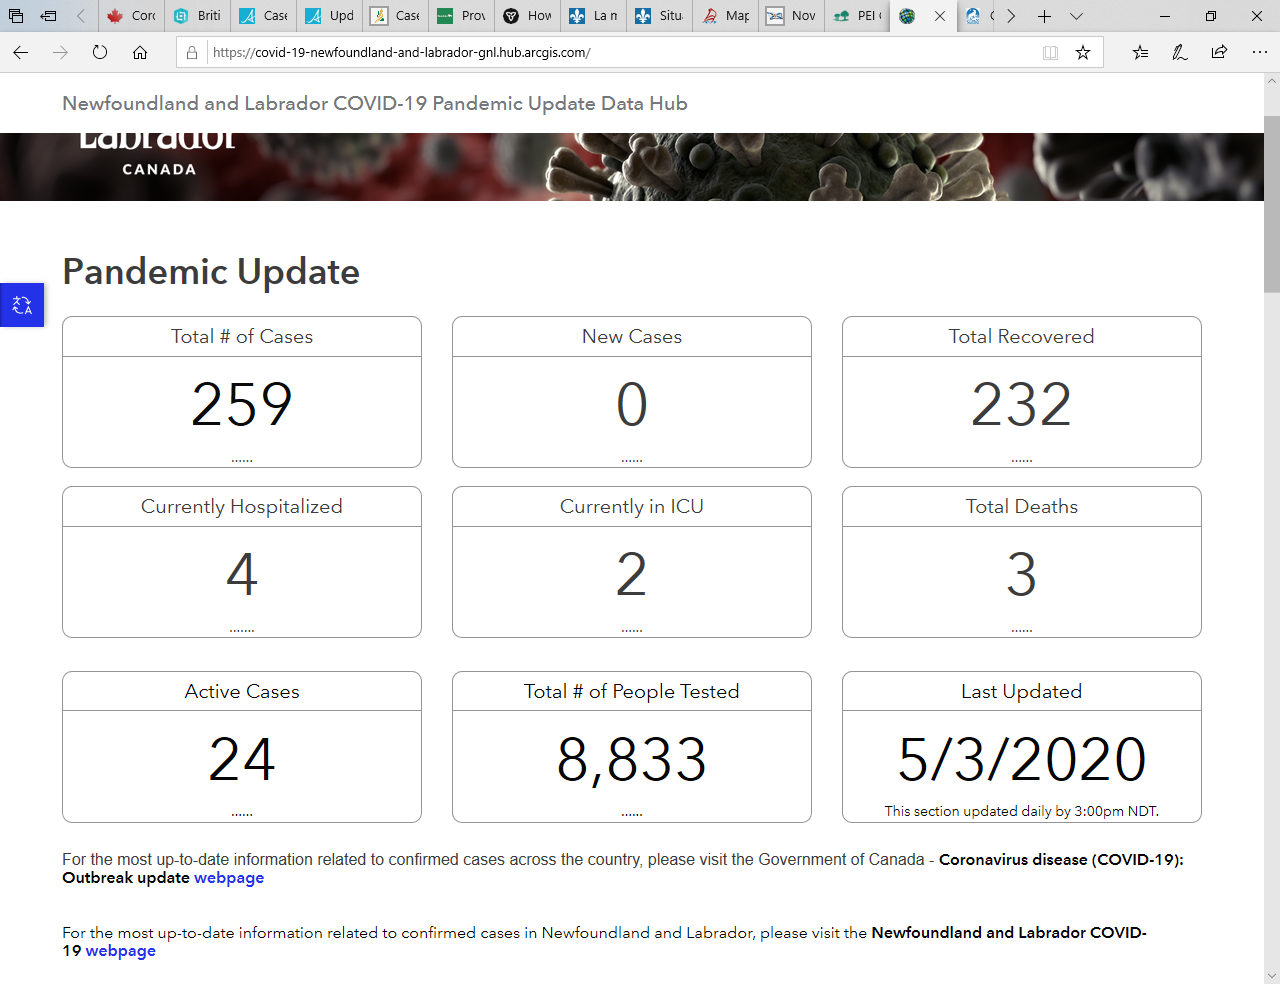 Corc
Briti
Case
Upd
Case
Prov
How
La m
Situ
Map
Nov
PEI
https://covid-19-newfoundland-and-labrador-gnl.hub.arcgis.com/
Newfoundland and Labrador COVID-19 Pandemic Update Data Hub
Labrador
CANADA
Pandemic Update
Total # of Cases
259
......
New Cases
0
......
Total Recovered
232
......
Currently Hospitalized
4
.......
Currently in ICU
2
......
Total Deaths
3
......
Active Cases
24
......
Total # of People Tested
8,833
......
Last Updated
5/3/2020
This section updated daily by 3:00pm NDT.
For the most up-to-date information related to confirmed cases across the country, please visit the Government of Canada - Coronavirus disease (COVID-19):
Outbreak update webpage
For the most up-to-date information related to confirmed cases in Newfoundland and Labrador, please visit the Newfoundland and Labrador COVID-
19 webpage